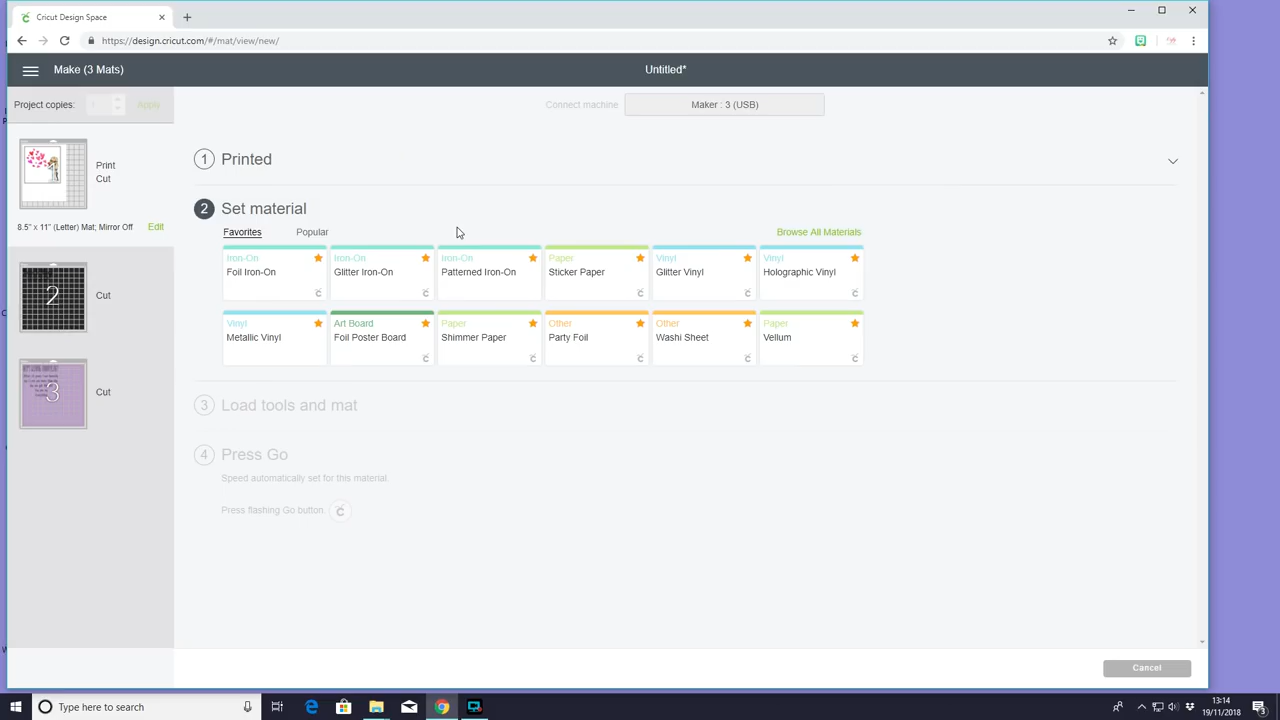 Cricut Design Space
https://design.cricut.com/#/mat/view/new/
Make (3 Mats)
Untitled*
Project copies: 1 Apply
Connect machine Maker : 3 (USB)
Print
Cut
8.5" x 11" (Letter) Mat; Mirror Off Edit
2 Cut
3 Cut
1 Printed
2 Set material
Favorites Popular Browse All Materials
Iron-On
Foil Iron-On
Iron-On
Glitter Iron-On
Iron-On
Patterned Iron-On
Paper
Sticker Paper
Vinyl
Glitter Vinyl
Vinyl
Holographic Vinyl
Vinyl
Metallic Vinyl
Art Board
Foil Poster Board
Paper
Shimmer Paper
Other
Party Foil
Other
Washi Sheet
Paper
Vellum
3 Load tools and mat
4 Press Go
Speed automatically set for this material.
Press flashing Go button.
Cancel
Type here to search
13:14
19/11/2018
3